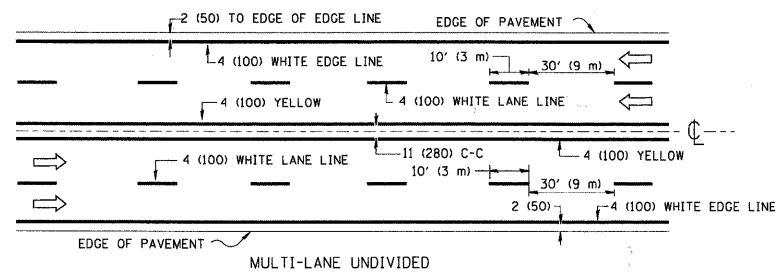 2 (50) TO EDGE OF EDGE LINE
EDGE OF PAVEMENT
4 (100) WHITE EDGE LINE
10' (3 m)
30' (9 m)
4 (100) YELLOW
4 (100) WHITE LANE LINE
CL
4 (100) WHITE LANE LINE
11 (280) C-C
4 (100) YELLOW
10' (3 m)
30' (9 m)
2 (50)
4 (100) WHITE EDGE LINE
EDGE OF PAVEMENT
MULTI-LANE UNDIVIDED